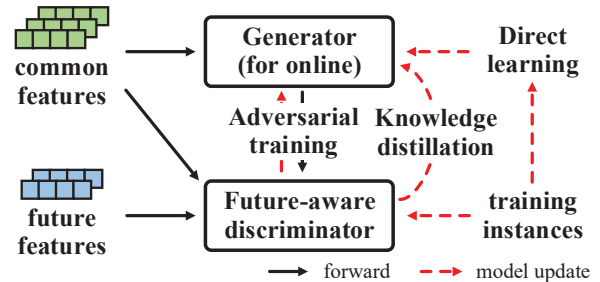 common
features
Generator
(for online)
Direct
learning
Adversarial
training
Knowledge
distillation
future
features
Future-aware
discriminator
training
instances
forward
model update